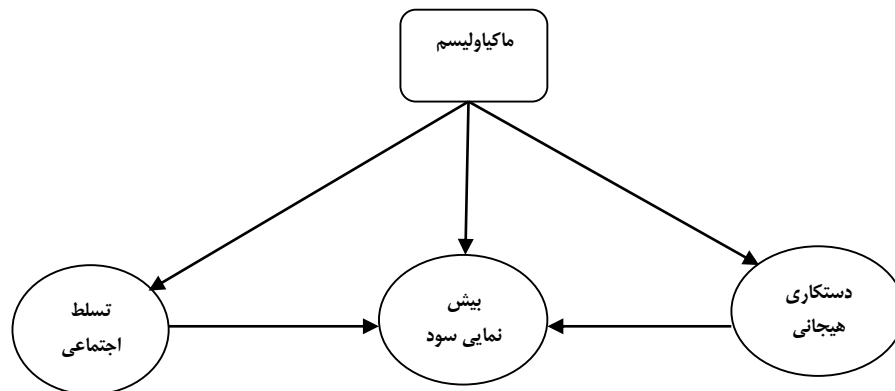 ماکیاولیسم
دستکاری
هیجانی
بیش
نمایی سود
تسلط
اجتماعی